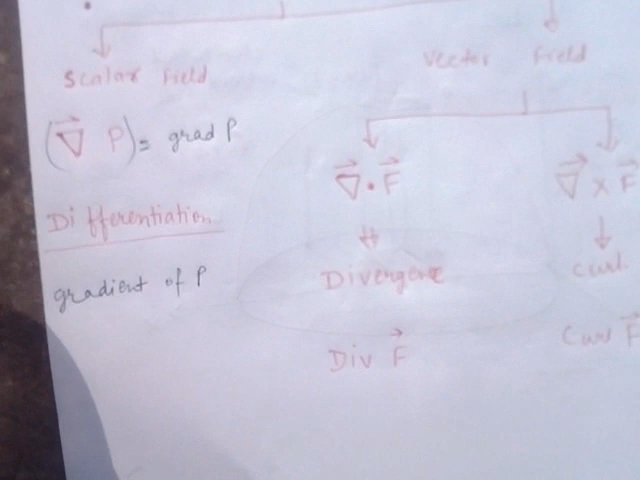 Scalar Field
Vector Field
(∇⃗ P) = grad P
∇⃗ · F⃗
∇⃗ × F⃗
Differentiation
Divergence
Curl
gradient of P
Div F⃗
Curl F⃗